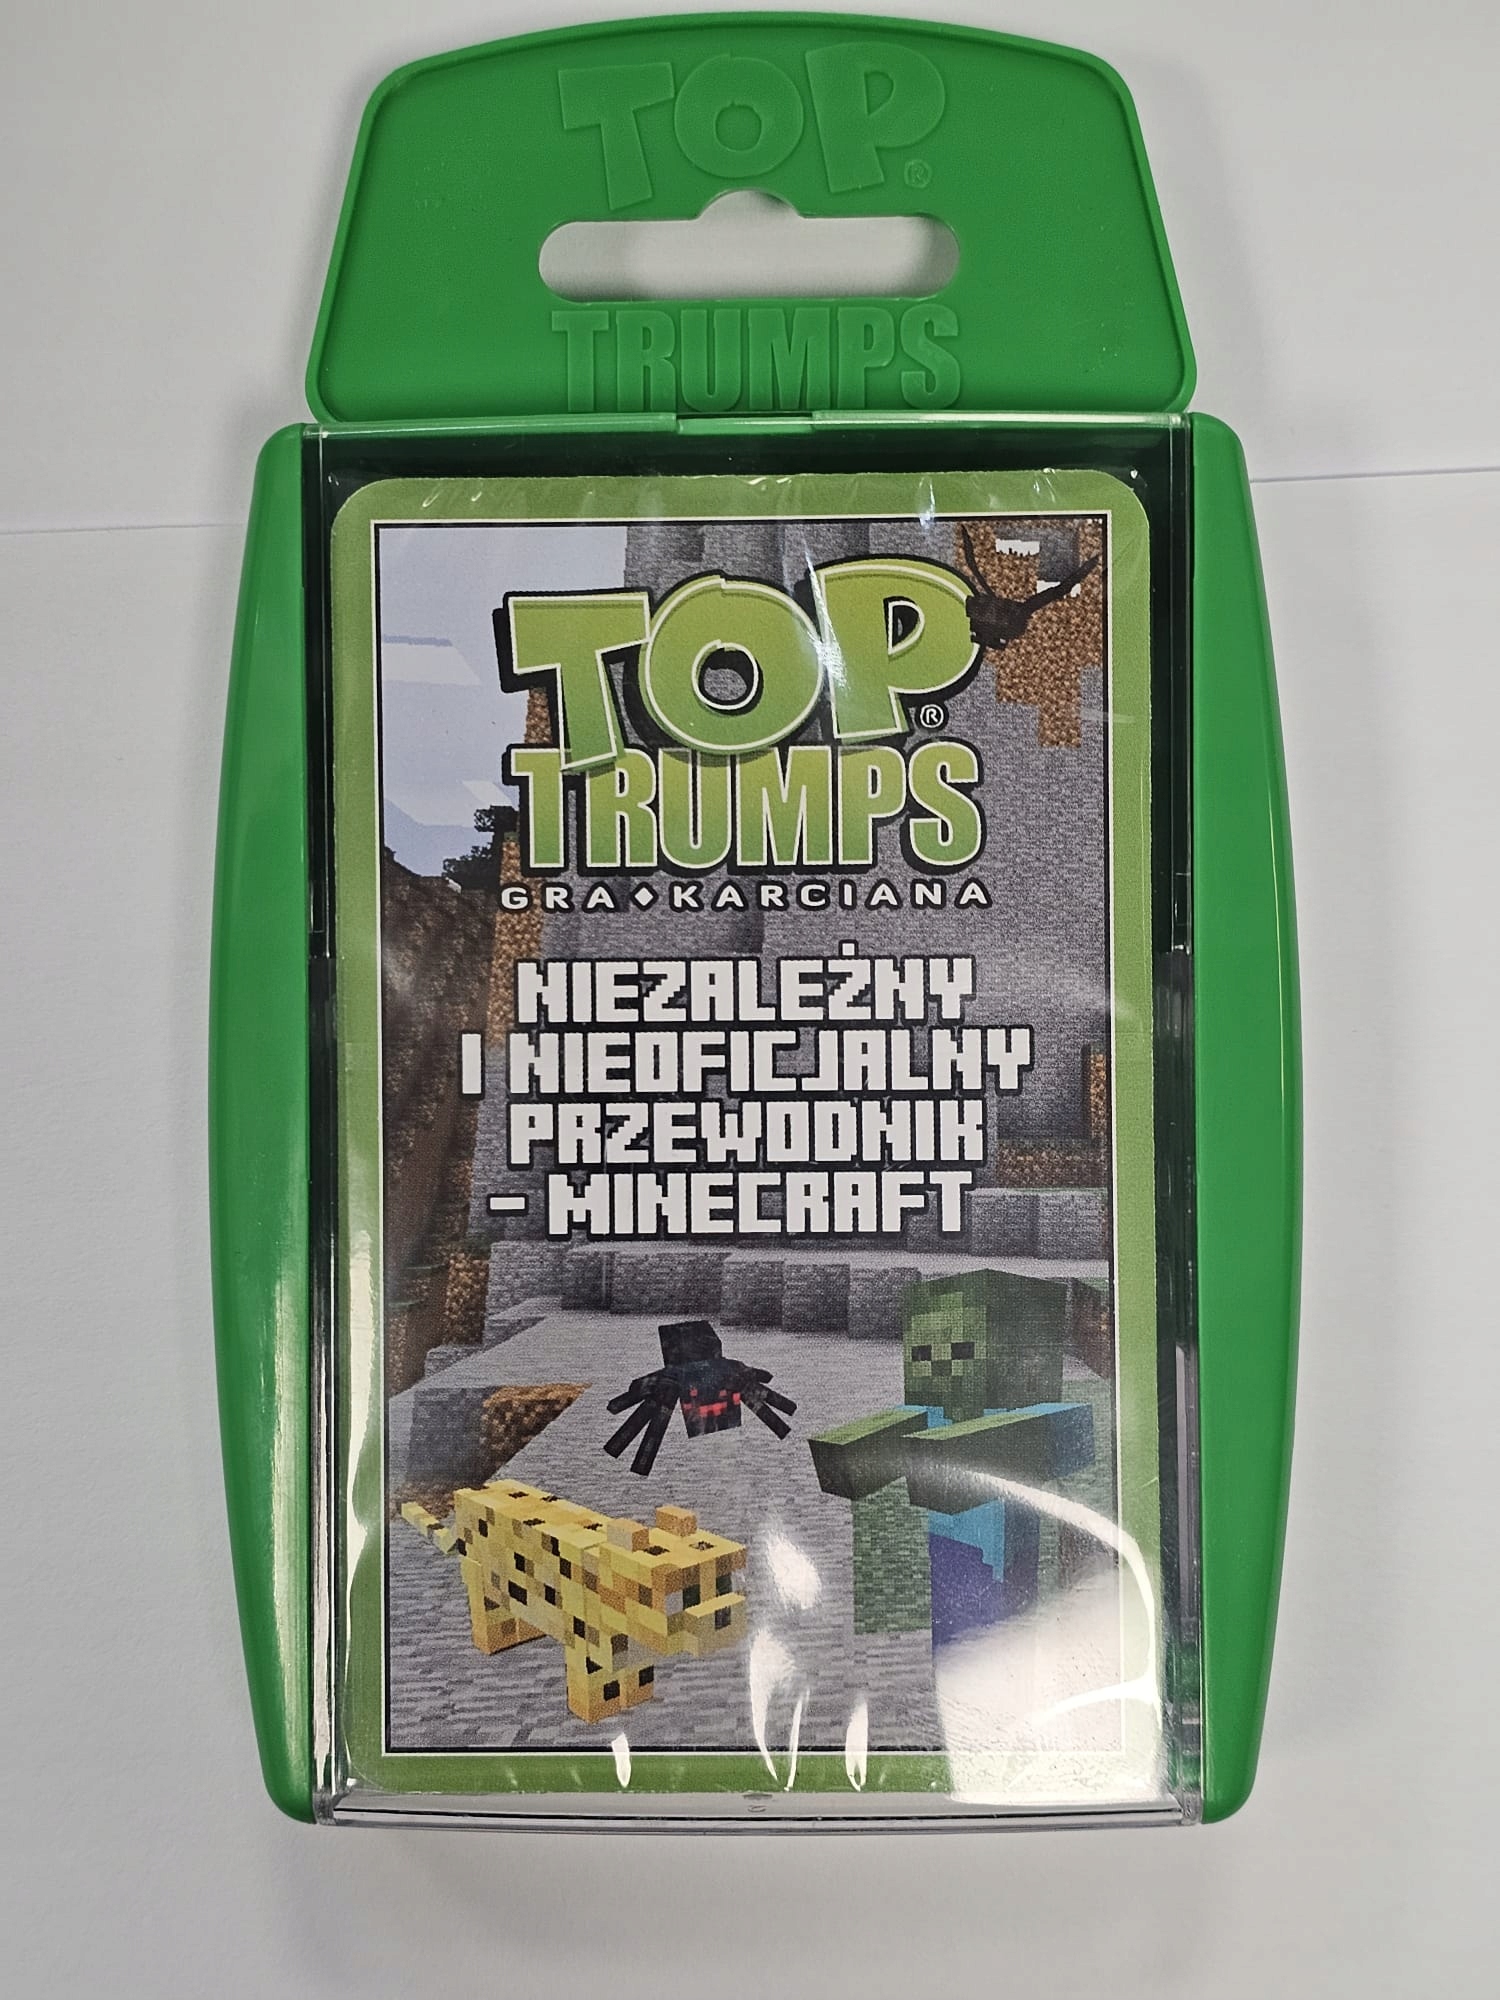 TOP®
TRUMPS
TOP®
TRUMPS
GRA◆KARCIANA
NIEZALEŻNY
I NIEOFICJALNY
PRZEWODNIK
- MINECRAFT